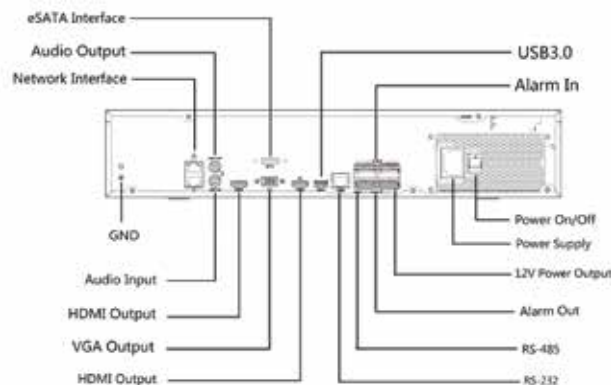 eSATA Interface
Audio Output
Network Interface
USB3.0
Alarm In
GND
Audio Input
HDMI Output
VGA Output
HDMI Output
Power On/Off
Power Supply
12V Power Output
Alarm Out
RS-485
RS-232